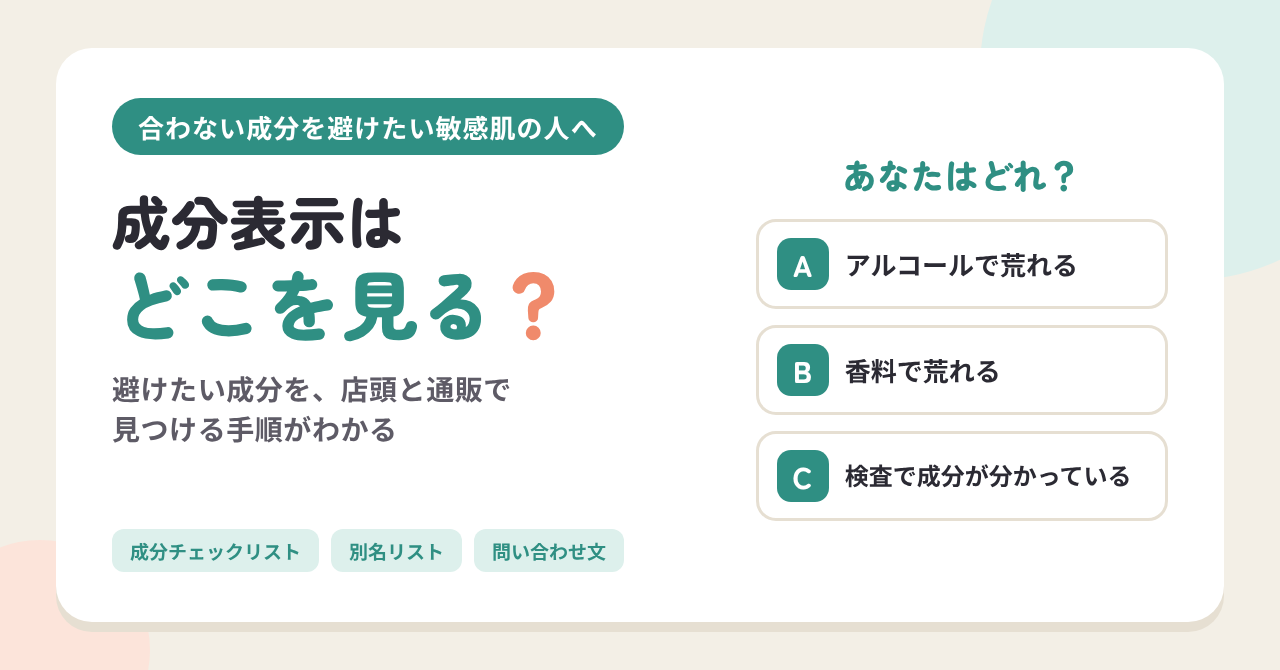 合わない成分を避けたい敏感肌の人へ
成分表示は
どこを見る？
避けたい成分を、店頭と通販で
見つける手順がわかる
成分チェックリスト
別名リスト
問い合わせ文
あなたはどれ？
A アルコールで荒れる
B 香料で荒れる
C 検査で成分が分かっている